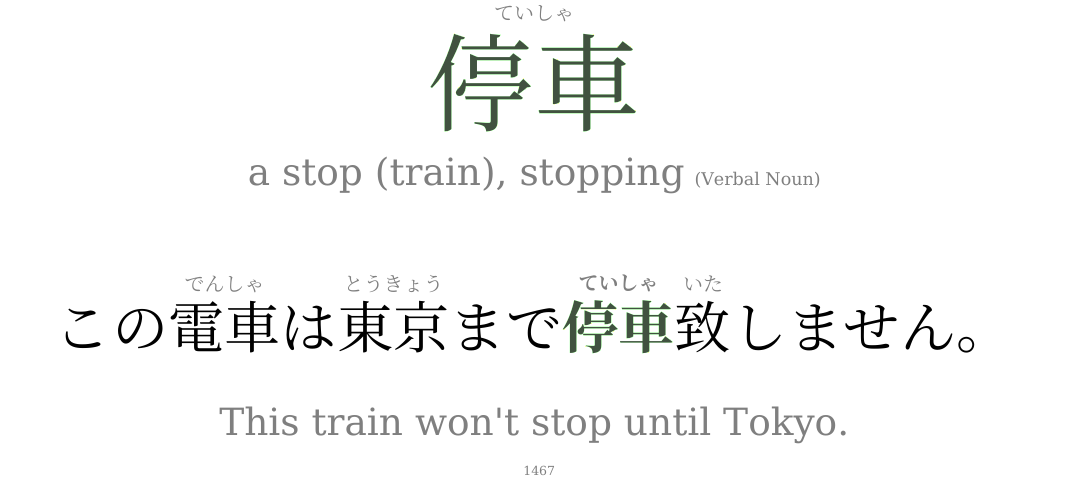 ていしゃ
停車
a stop (train), stopping (Verbal Noun)
でんしゃ とうきょう ていしゃ いた
この電車は東京まで停車致しません。
This train won't stop until Tokyo.
1467